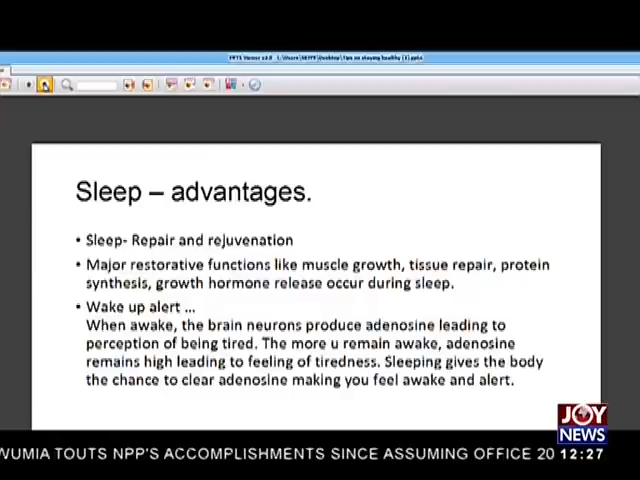 Sleep – advantages.
• Sleep- Repair and rejuvenation
• Major restorative functions like muscle growth, tissue repair, protein
synthesis, growth hormone release occur during sleep.
• Wake up alert ...
When awake, the brain neurons produce adenosine leading to
perception of being tired. The more u remain awake, adenosine
remains high leading to feeling of tiredness. Sleeping gives the body
the chance to clear adenosine making you feel awake and alert.
JOY
NEWS
WUMIA TOUTS NPP'S ACCOMPLISHMENTS SINCE ASSUMING OFFICE 20 12:27